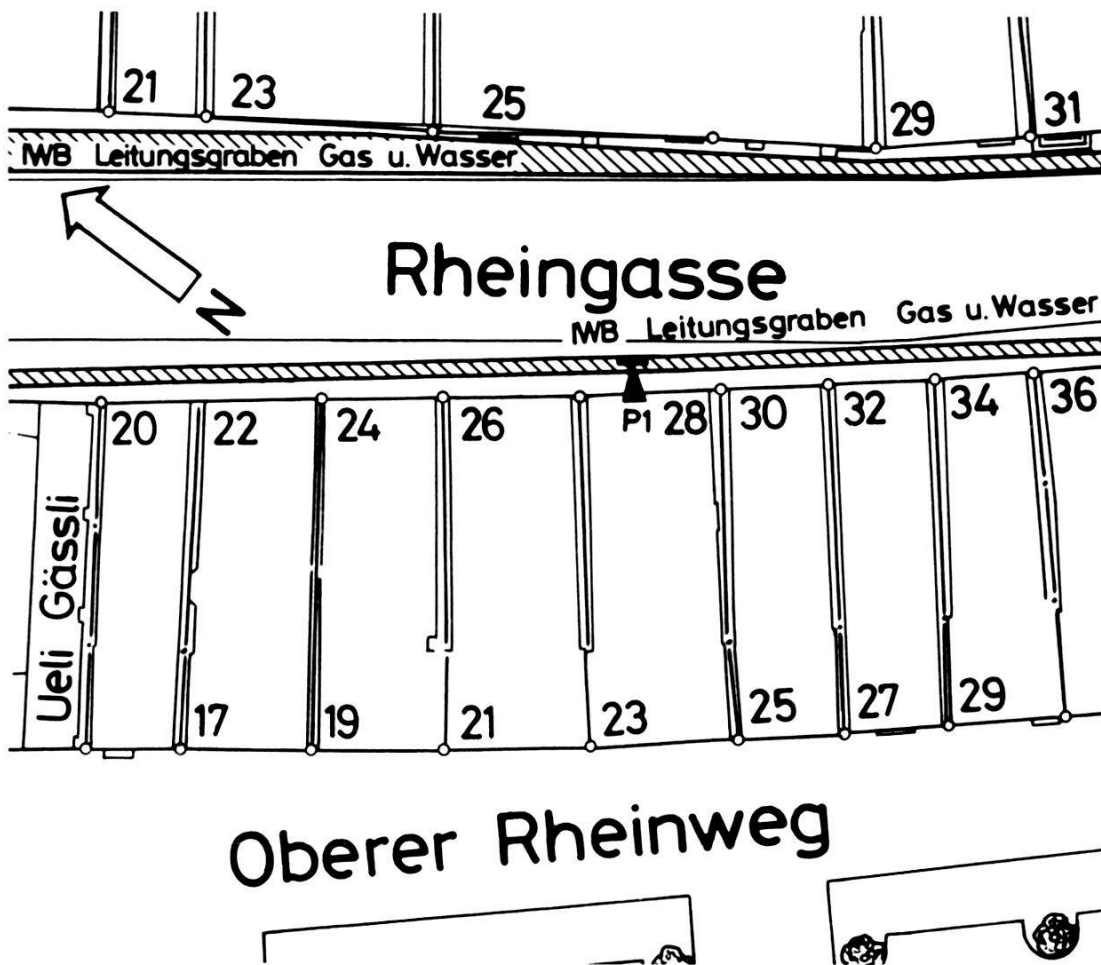 21 23 25 29 31
IWB Leitungsgraben Gas u. Wasser
N
Rheingasse
IWB Leitungsgraben Gas u. Wasser
P1
20 22 24 26 28 30 32 34 36
Ueli Gässli
17 19 21 23 25 27 29
Oberer Rheinweg